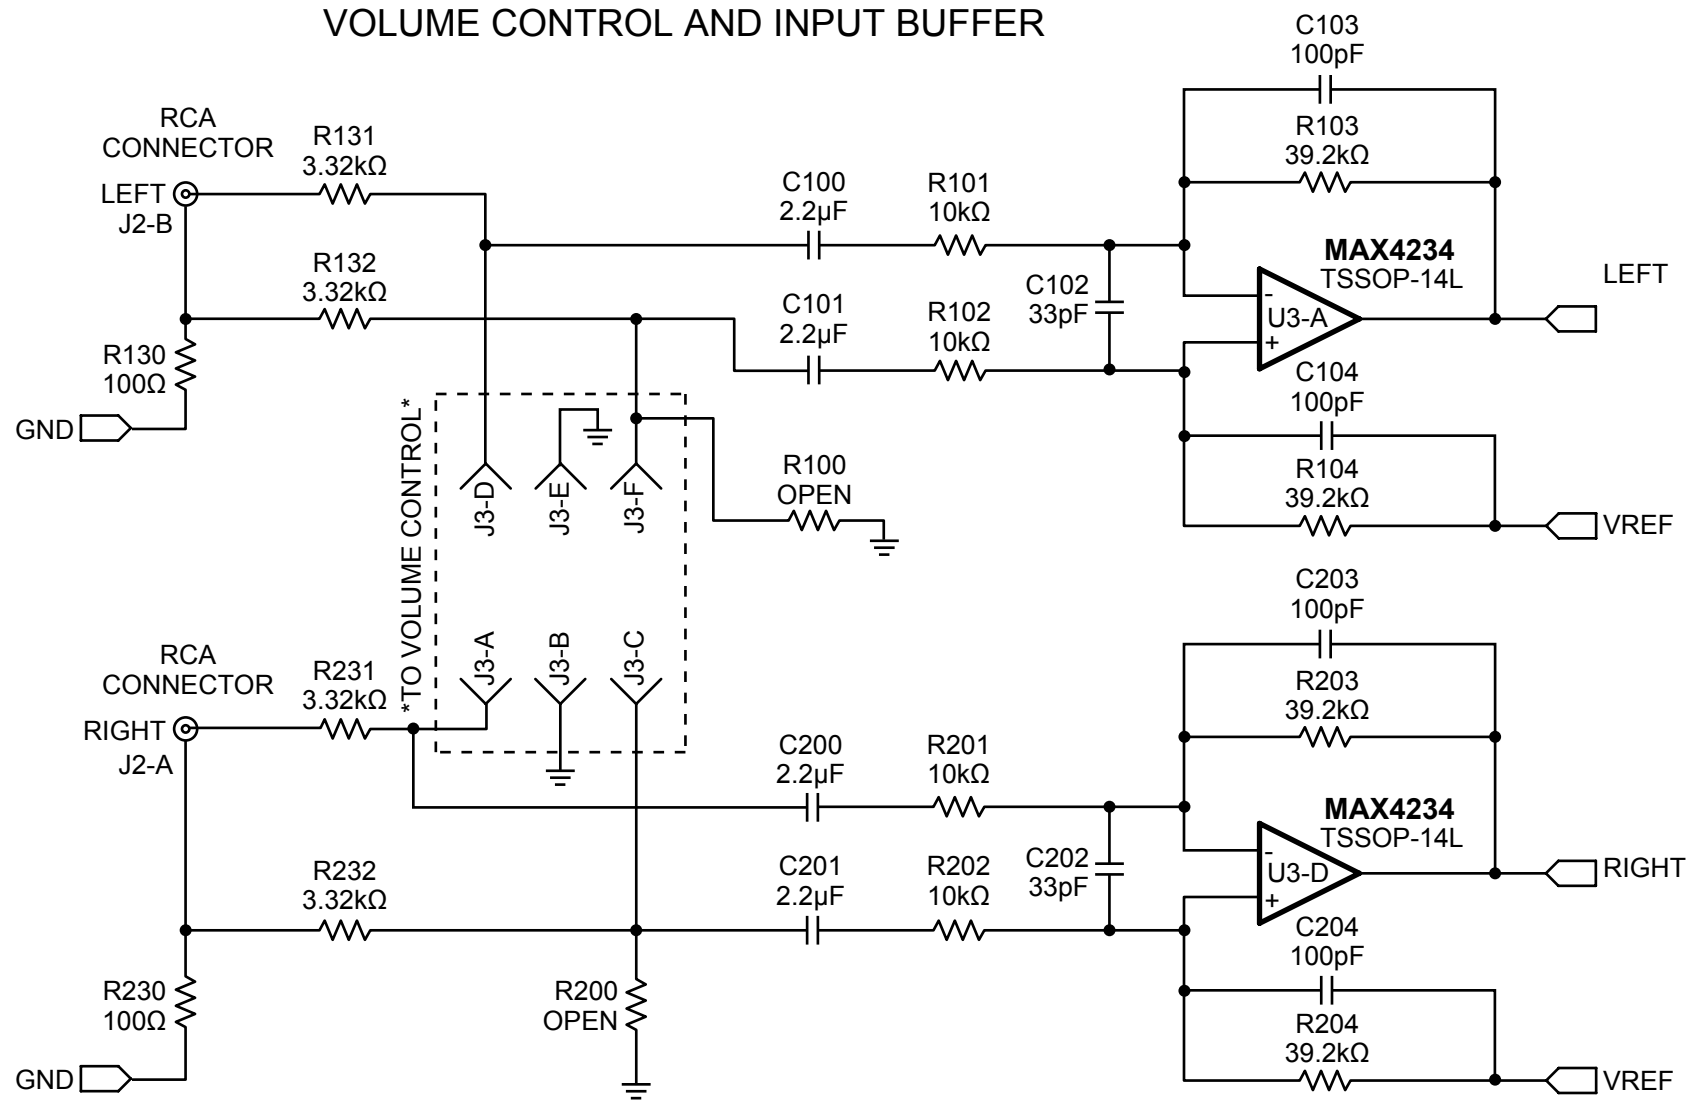 VOLUME CONTROL AND INPUT BUFFER
C103
100pF
RCA
CONNECTOR
R131
3.32kΩ
R103
39.2kΩ
LEFT
J2-B
C100
2.2µF
R101
10kΩ
R132
3.32kΩ
MAX4234
TSSOP-14L
LEFT
C101
2.2µF
R102
10kΩ
C102
33pF
-
U3-A
+
R130
100Ω
GND
C104
100pF
*TO VOLUME CONTROL*
J3-D
J3-E
J3-F
R100
OPEN
R104
39.2kΩ
VREF
C203
100pF
RCA
CONNECTOR
R231
3.32kΩ
J3-A
J3-B
J3-C
R203
39.2kΩ
RIGHT
J2-A
C200
2.2µF
R201
10kΩ
MAX4234
TSSOP-14L
R232
3.32kΩ
C201
2.2µF
R202
10kΩ
C202
33pF
-
U3-D
+
RIGHT
C204
100pF
R230
100Ω
R200
OPEN
R204
39.2kΩ
GND
VREF